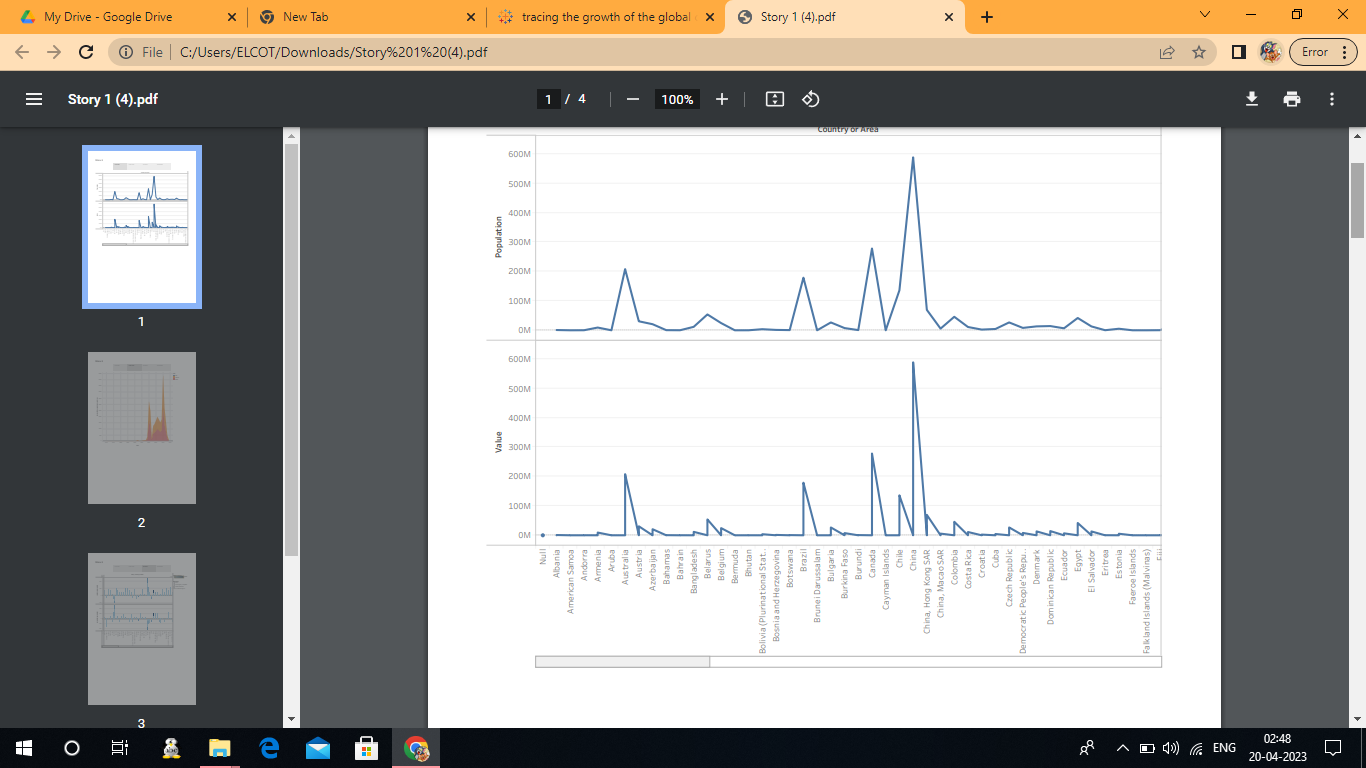 My Drive - Google Drive
New Tab
tracing the growth of the global
Story 1 (4).pdf
File
C:/Users/ELCOT/Downloads/Story%201%20(4).pdf
Error
Story 1 (4).pdf
1 / 4
100%
1
2
3
Country or Area
Population
600M
500M
400M
300M
200M
100M
0M
Value
600M
500M
400M
300M
200M
100M
0M
Null
Albania
American Samoa
Andorra
Armenia
Aruba
Australia
Austria
Azerbaijan
Bahamas
Bahrain
Bangladesh
Belarus
Belgium
Bermuda
Bhutan
Bolivia (Plurinational Stat..
Bosnia and Herzegovina
Botswana
Brazil
Brunei Darussalam
Bulgaria
Burkina Faso
Burundi
Canada
Cayman Islands
Chile
China
China, Hong Kong SAR
China, Macao SAR
Colombia
Costa Rica
Croatia
Cuba
Czech Republic
Democratic People's Repu..
Denmark
Dominican Republic
Ecuador
Egypt
El Salvador
Eritrea
Estonia
Faeroe Islands
Falkland Islands (Malvinas)
ENG
02:48
20-04-2023